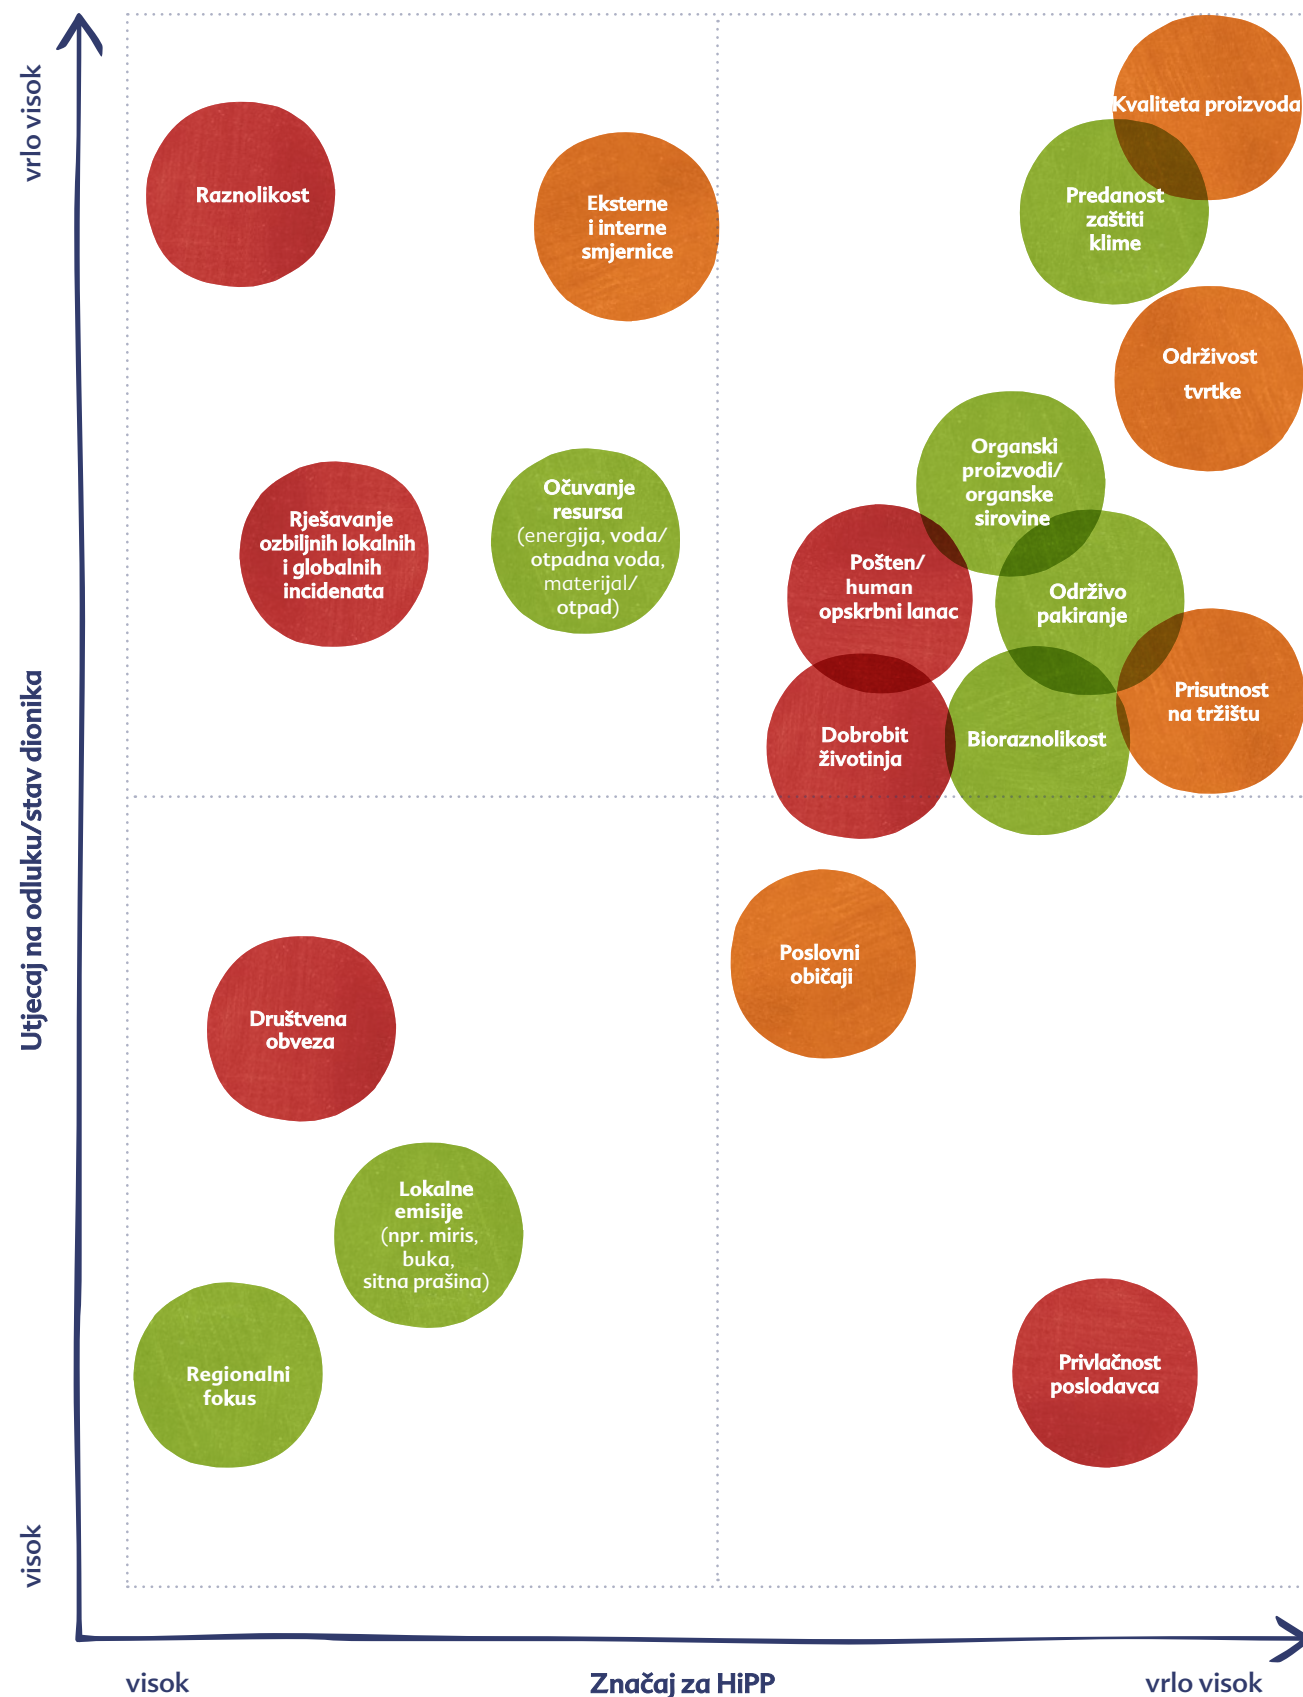 vrlo visok
Utjecaj na odluku/stav dionika
visok
Kvaliteta proizvoda
Raznolikost
Eksterne
i interne
smjernice
Predanost
zaštiti
klime
Održivost
tvrtke
Organski
proizvodi/
organske
sirovine
Rješavanje
ozbiljnih lokalnih
i globalnih
incidenata
Očuvanje
resursa
(energija, voda/
otpadna voda,
materijal/
otpad)
Pošten/
human
opskrbni lanac
Održivo
pakiranje
Prisutnost
na tržištu
Dobrobit
životinja
Bioraznolikost
Poslovni
običaji
Društvena
obveza
Lokalne
emisije
(npr. miris,
buka,
sitna prašina)
Regionalni
fokus
Privlačnost
poslodavca
visok
Značaj za HiPP
vrlo visok